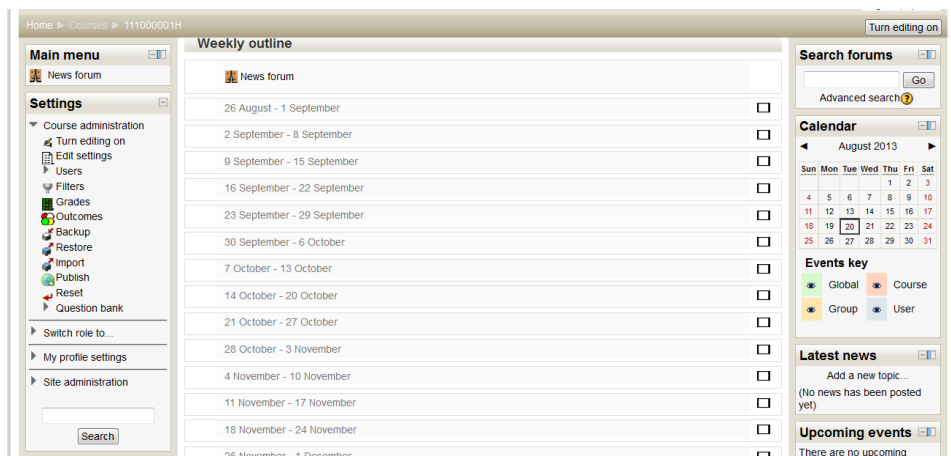 Home ► Courses ► 111000001H
Turn editing on
Main menu
News forum
Settings
Course administration
Turn editing on
Edit settings
Users
Filters
Grades
Outcomes
Backup
Restore
Import
Publish
Reset
Question bank
Switch role to...
My profile settings
Site administration
Search
Weekly outline
News forum
26 August - 1 September
2 September - 8 September
9 September - 15 September
16 September - 22 September
23 September - 29 September
30 September - 6 October
7 October - 13 October
14 October - 20 October
21 October - 27 October
28 October - 3 November
4 November - 10 November
11 November - 17 November
18 November - 24 November
25 November - 1 December
Search forums
Go
Advanced search ?
Calendar
◄ August 2013 ►
Sun Mon Tue Wed Thu Fri Sat
1 2 3
4 5 6 7 8 9 10
11 12 13 14 15 16 17
18 19 20 21 22 23 24
25 26 27 28 29 30 31
Events key
Global Course
Group User
Latest news
Add a new topic...
(No news has been posted
yet)
Upcoming events
There are no upcoming